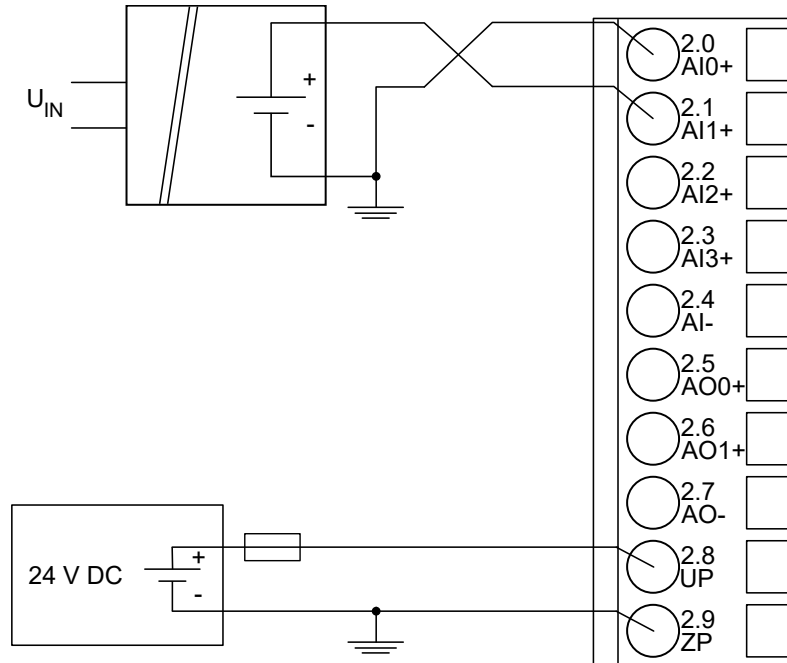 U_IN
+
-
2.0
AI0+
2.1
AI1+
2.2
AI2+
2.3
AI3+
2.4
AI-
2.5
AO0+
2.6
AO1+
2.7
AO-
24 V DC
+
-
2.8
UP
2.9
ZP